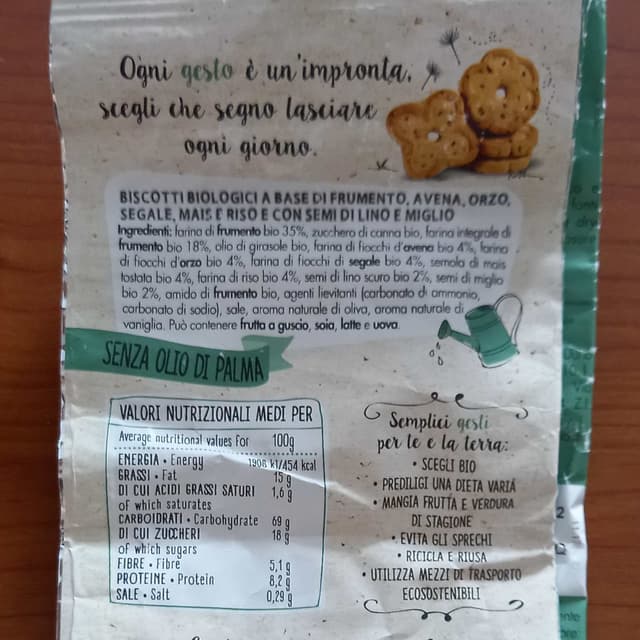 Ogni gesto è un'impronta,
scegli che segno lasciare
ogni giorno.
BISCOTTI BIOLOGICI A BASE DI FRUMENTO, AVENA, ORZO,
SEGALE, MAIS E RISO E CON SEMI DI LINO E MIGLIO
Ingredienti: farina di frumento bio 35%, zucchero di canna bio, farina integrale di
frumento bio 18%, olio di girasole bio, farina di fiocchi d'avena bio 4%, farina
di fiocchi d'orzo bio 4%, farina di fiocchi di segale bio 4%, semola di mais
tostato bio 4%, farina di riso bio 4%, semi di lino scuro bio 2%, semi di miglio
bio 2%, amido di frumento bio, agenti lievitanti (carbonato di ammonio,
carbonato di sodio), sale, aroma naturale di oliva, aroma naturale di
vaniglia. Può contenere frutta a guscio, soia, latte e uova.
SENZA OLIO DI PALMA
VALORI NUTRIZIONALI MEDI PER
Average nutritional values for 100g
ENERGIA • Energy 1906 kJ/454 kcal
GRASSI • Fat 15 g
DI CUI ACIDI GRASSI SATURI 1,6 g
of which saturates
CARBOIDRATI • Carbohydrate 69 g
DI CUI ZUCCHERI 18 g
of which sugars
FIBRE • Fibre 5,1 g
PROTEINE • Protein 8,2 g
SALE • Salt 0,29 g
Semplici gesti
per te e la terra:
• SCEGLI BIO
• PREDILIGI UNA DIETA VARIA
• MANGIA FRUTTA E VERDURA
DI STAGIONE
• EVITA GLI SPRECHI
• RICICLA E RIUSA
• UTILIZZA MEZZI DI TRASPORTO
ECOSOSTENIBILI